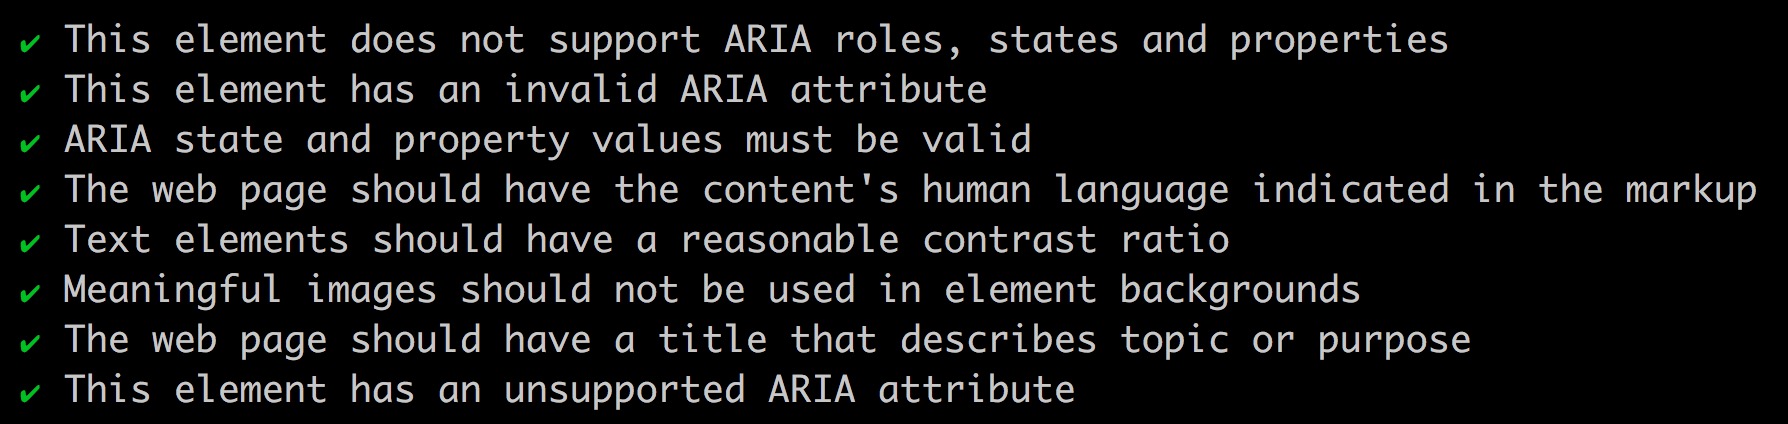 ✔ This element does not support ARIA roles, states and properties
✔ This element has an invalid ARIA attribute
✔ ARIA state and property values must be valid
✔ The web page should have the content's human language indicated in the markup
✔ Text elements should have a reasonable contrast ratio
✔ Meaningful images should not be used in element backgrounds
✔ The web page should have a title that describes topic or purpose
✔ This element has an unsupported ARIA attribute